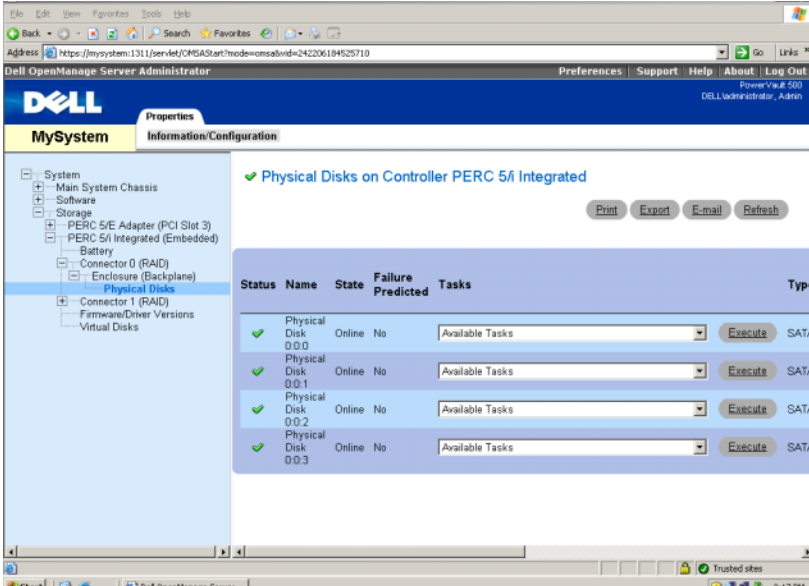 File Edit View Favorites Tools Help
Back Search Favorites
Address https://mysystem:1311/servlet/OMSAStart?mode=omsa&vid=242206184525710 Go Links »
Dell OpenManage Server Administrator Preferences Support Help About Log Out
PowerVault 500
DELL\administrator, Admin
DELL
Properties
MySystem Information/Configuration
System
Main System Chassis
Software
Storage
PERC 5/E Adapter (PCI Slot 3)
PERC 5/i Integrated (Embedded)
Battery
Connector 0 (RAID)
Enclosure (Backplane)
Physical Disks
Connector 1 (RAID)
Firmware/Driver Versions
Virtual Disks
Physical Disks on Controller PERC 5/i Integrated
Print Export E-mail Refresh
Status Name State Failure Predicted Tasks Typ
Physical Disk 0:0:0 Online No Available Tasks Execute SAT
Physical Disk 0:0:1 Online No Available Tasks Execute SAT
Physical Disk 0:0:2 Online No Available Tasks Execute SAT
Physical Disk 0:0:3 Online No Available Tasks Execute SAT
Trusted sites